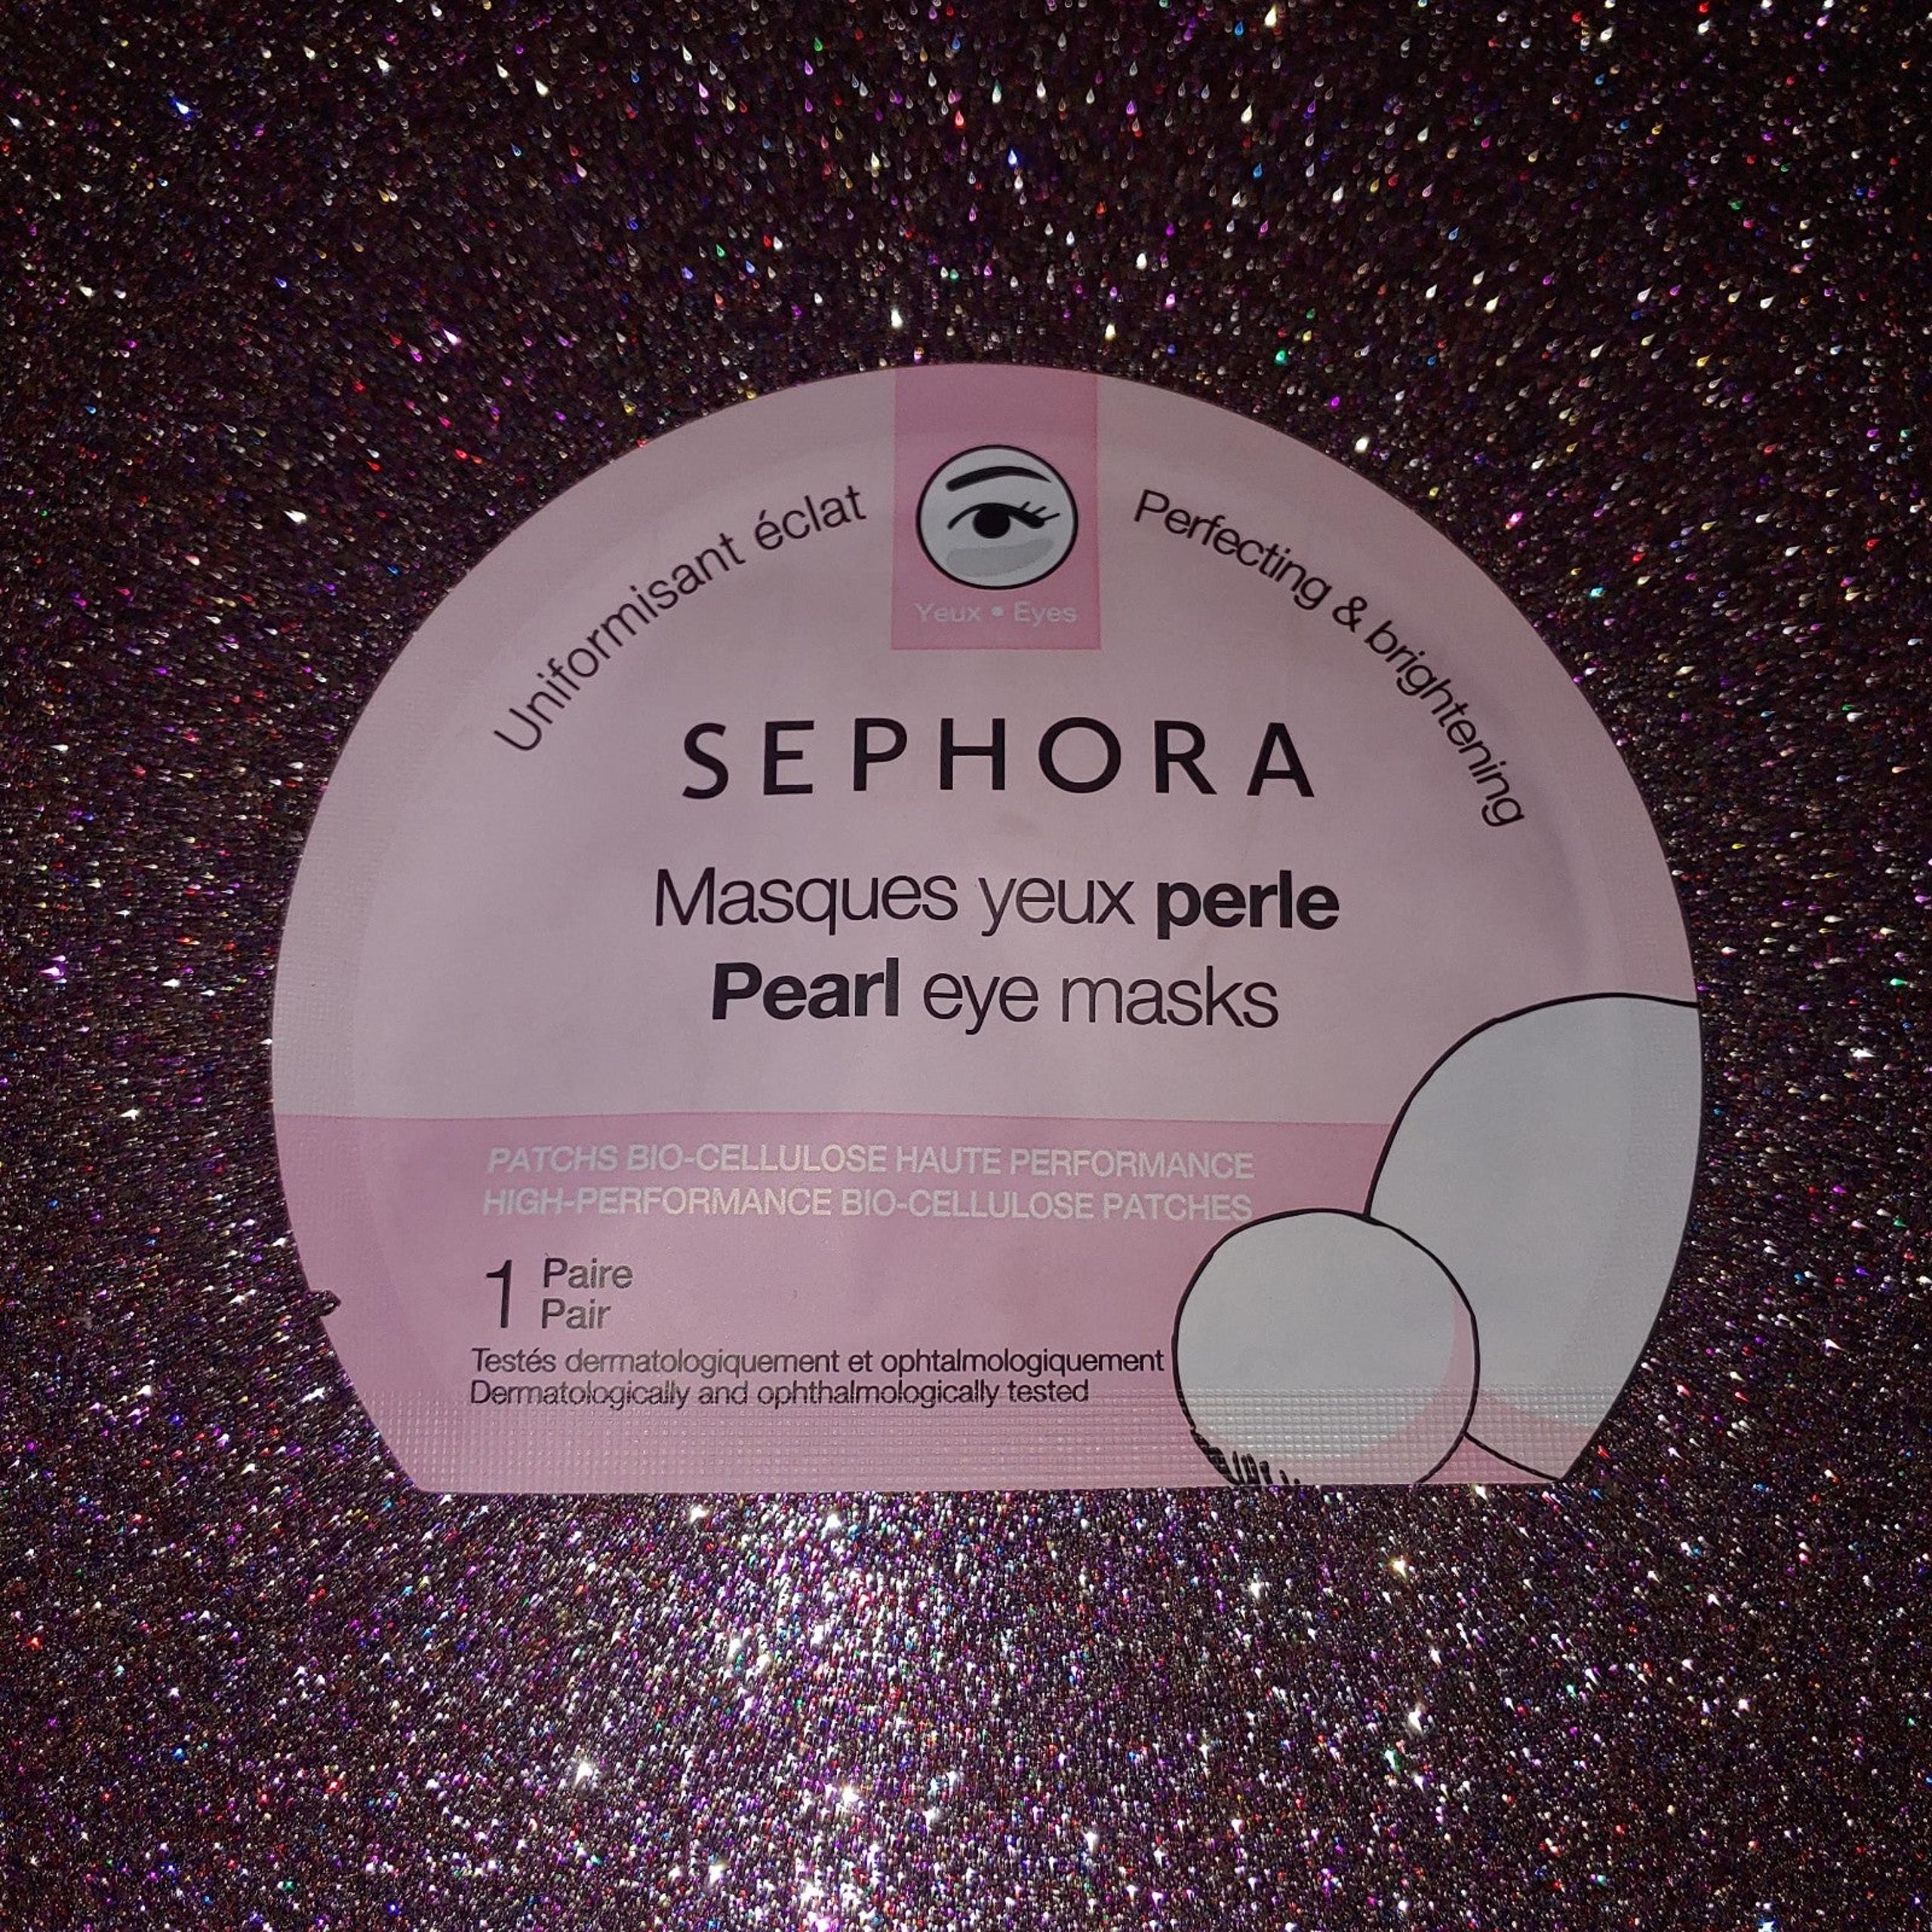 Uniformisant éclat
Yeux • Eyes
Perfecting & brightening
SEPHORA
Masques yeux perle
Pearl eye masks
PATCHS BIO-CELLULOSE HAUTE PERFORMANCE
HIGH-PERFORMANCE BIO-CELLULOSE PATCHES
1 Paire
Pair
Testés dermatologiquement et ophtalmologiquement
Dermatologically and ophthalmologically tested